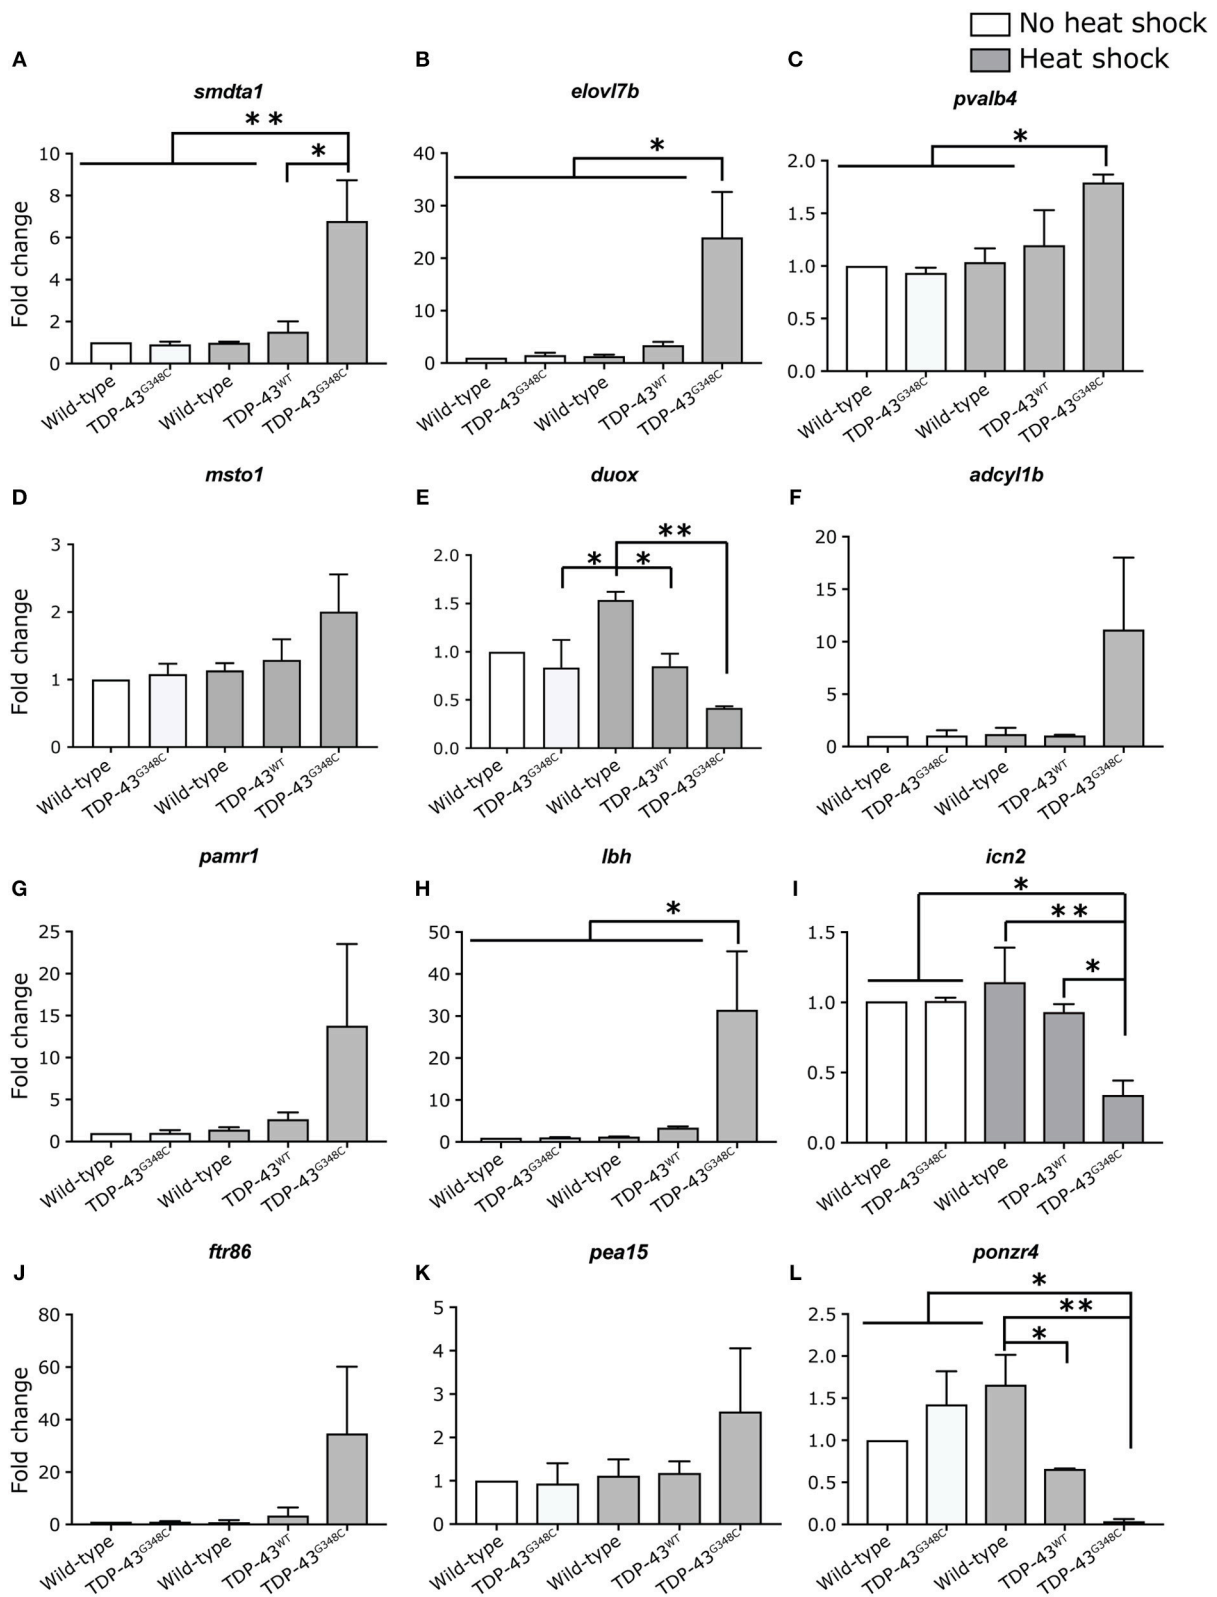 No heat shock
Heat shock
A
smdta1
* *
*
Fold change
10
8
6
4
2
0
Wild-type
TDP-43G348C
Wild-type
TDP-43WT
TDP-43G348C
B
elovl7b
*
40
30
20
10
0
Wild-type
TDP-43G348C
Wild-type
TDP-43WT
TDP-43G348C
C
pvalb4
*
2.0
1.5
1.0
0.5
0.0
Wild-type
TDP-43G348C
Wild-type
TDP-43WT
TDP-43G348C
D
msto1
Fold change
3
2
1
0
Wild-type
TDP-43G348C
Wild-type
TDP-43WT
TDP-43G348C
E
duox
**
* *
2.0
1.5
1.0
0.5
0.0
Wild-type
TDP-43G348C
Wild-type
TDP-43WT
TDP-43G348C
F
adcyl1b
20
15
10
5
0
Wild-type
TDP-43G348C
Wild-type
TDP-43WT
TDP-43G348C
G
pamr1
Fold change
25
20
15
10
5
0
Wild-type
TDP-43G348C
Wild-type
TDP-43WT
TDP-43G348C
H
lbh
*
50
40
30
20
10
0
Wild-type
TDP-43G348C
Wild-type
TDP-43WT
TDP-43G348C
I
icn2
*
* *
*
1.5
1.0
0.5
0.0
Wild-type
TDP-43G348C
Wild-type
TDP-43WT
TDP-43G348C
J
ftr86
Fold change
80
60
40
20
0
Wild-type
TDP-43G348C
Wild-type
TDP-43WT
TDP-43G348C
K
pea15
5
4
3
2
1
0
Wild-type
TDP-43G348C
Wild-type
TDP-43WT
TDP-43G348C
L
ponzr4
*
**
*
2.5
2.0
1.5
1.0
0.5
0.0
Wild-type
TDP-43G348C
Wild-type
TDP-43WT
TDP-43G348C